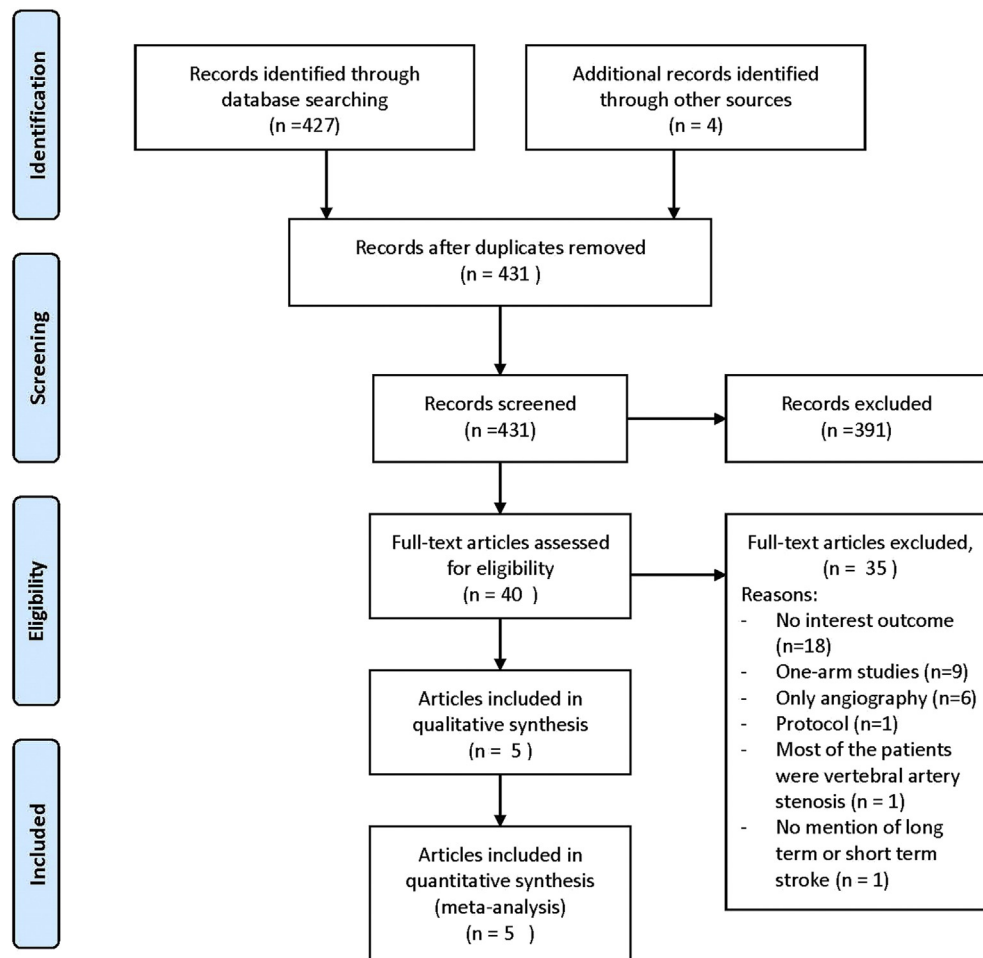 Identification
Records identified through
database searching
(n =427)
Additional records identified
through other sources
(n = 4)
Records after duplicates removed
(n = 431 )
Screening
Records screened
(n =431)
Records excluded
(n =391)
Eligibility
Full-text articles assessed
for eligibility
(n = 40 )
Full-text articles excluded,
(n = 35 )
Reasons:
- No interest outcome
(n=18)
- One-arm studies (n=9)
- Only angiography (n=6)
- Protocol (n=1)
- Most of the patients
were vertebral artery
stenosis (n = 1)
- No mention of long
term or short term
stroke (n = 1)
Articles included in
qualitative synthesis
(n = 5 )
Included
Articles included in
quantitative synthesis
(meta-analysis)
(n = 5 )